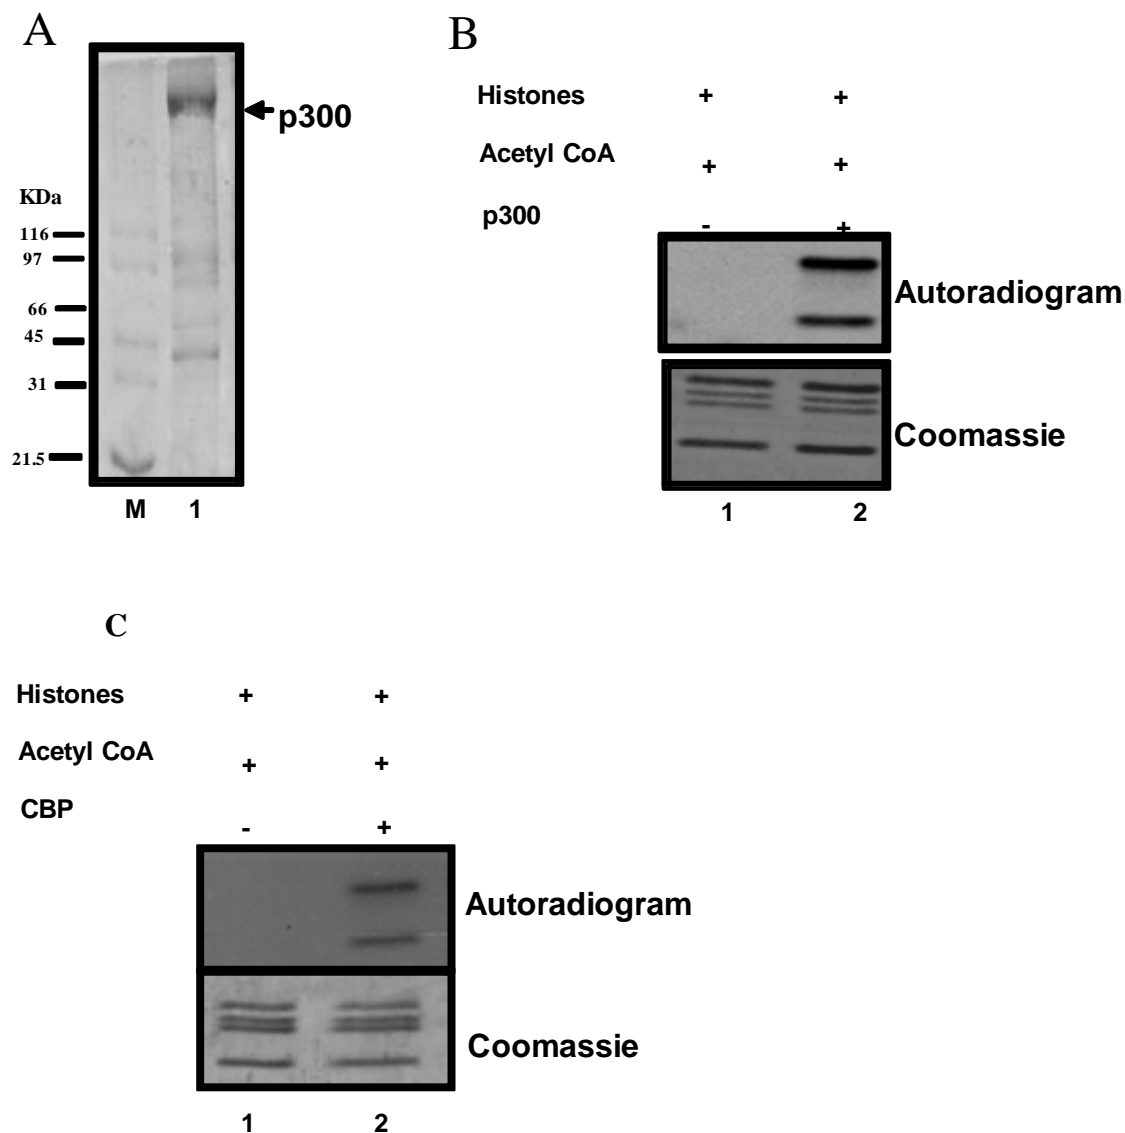 A
p300
KDa
116
97
66
45
31
21.5
M 1
B
Histones + +
Acetyl CoA + +
p300 - +
Autoradiogram
Coomassie
1 2
C
Histones + +
Acetyl CoA + +
CBP - +
Autoradiogram
Coomassie
1 2